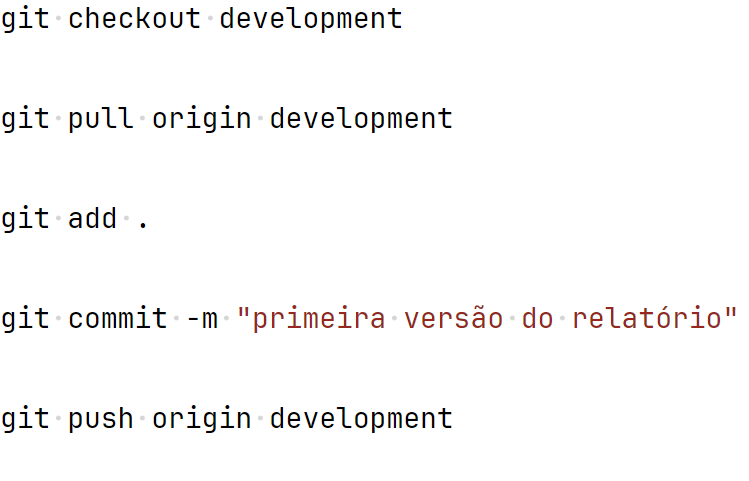 git checkout development
git pull origin development
git add .
git commit -m "primeira versão do relatório"
git push origin development